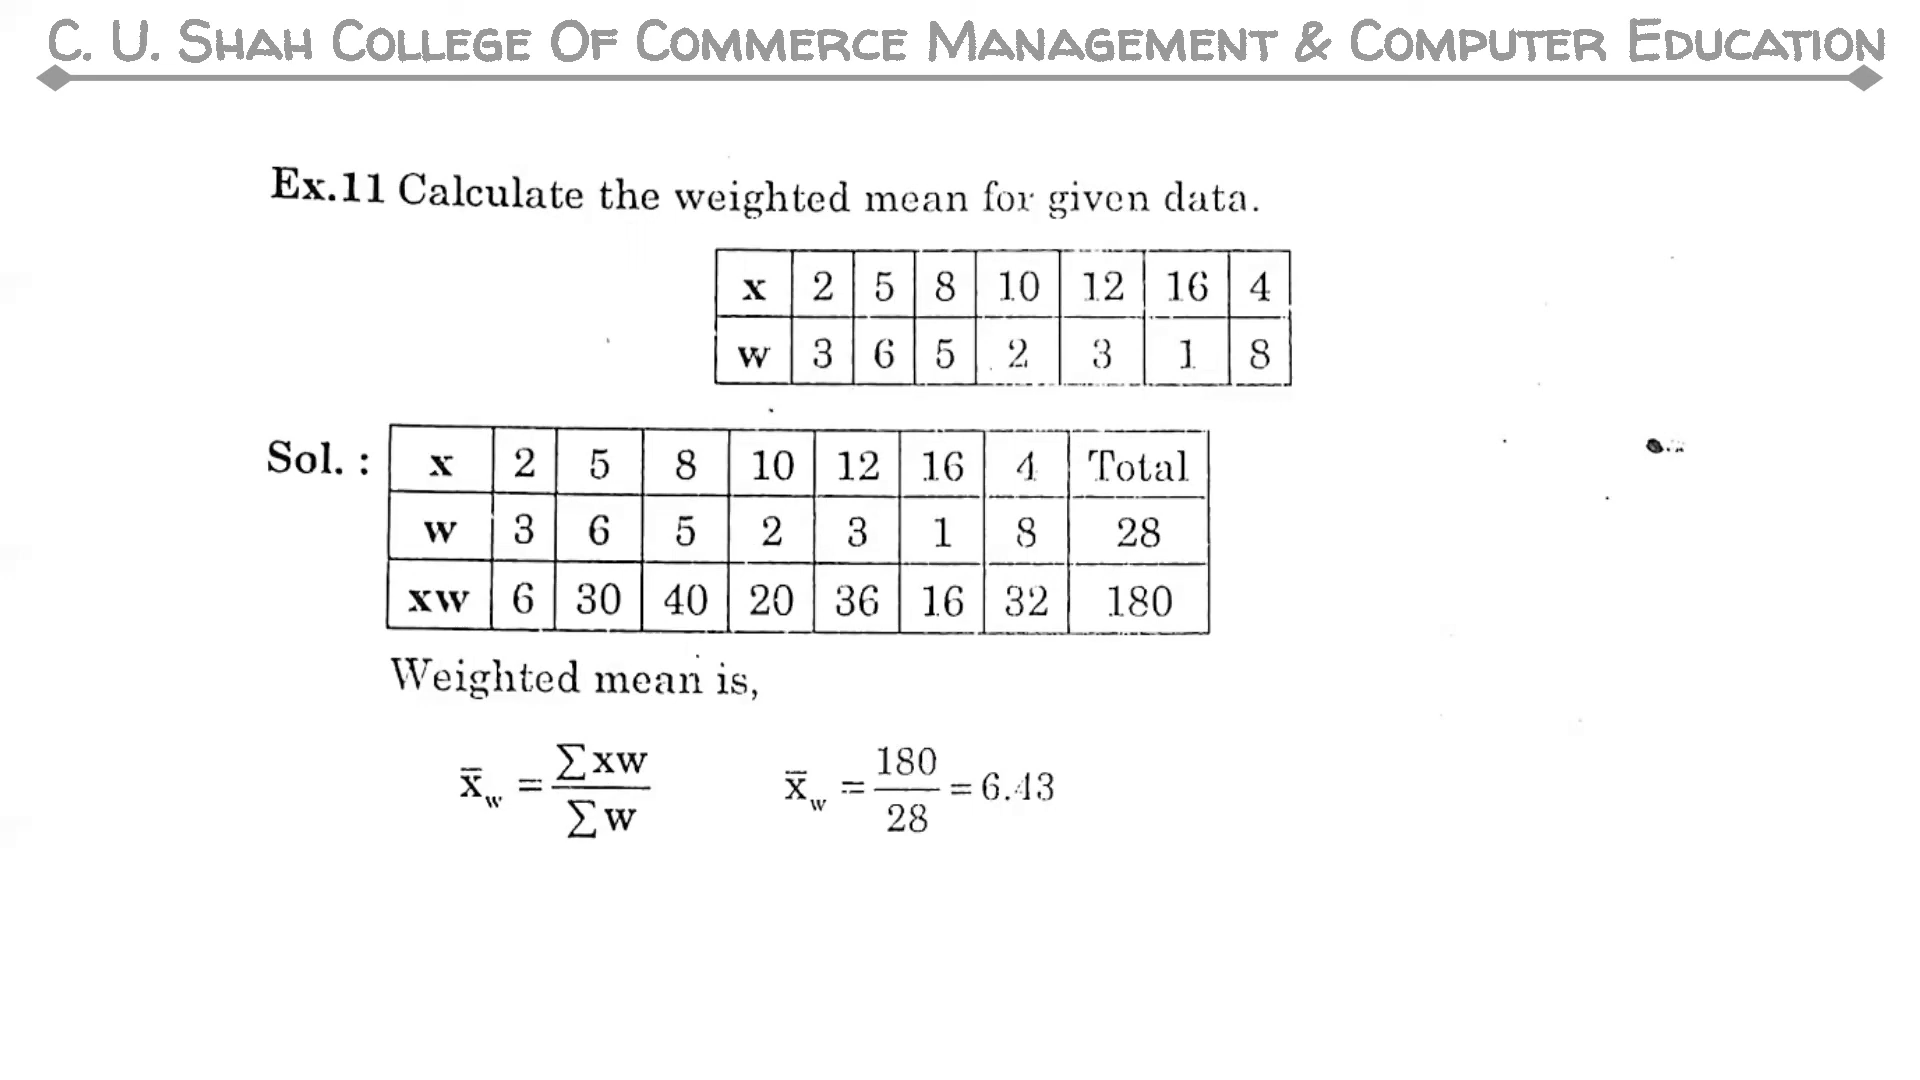 C. U. SHAH COLLEGE OF COMMERCE MANAGEMENT & COMPUTER EDUCATION
Ex.11 Calculate the weighted mean for given data.
x 2 5 8 10 12 16 4
w 3 6 5 2 3 1 8
Sol. : x 2 5 8 10 12 16 4 Total
w 3 6 5 2 3 1 8 28
xw 6 30 40 20 36 16 32 180
Weighted mean is,
x̄w = ∑xw / ∑w x̄w = 180 / 28 = 6.43